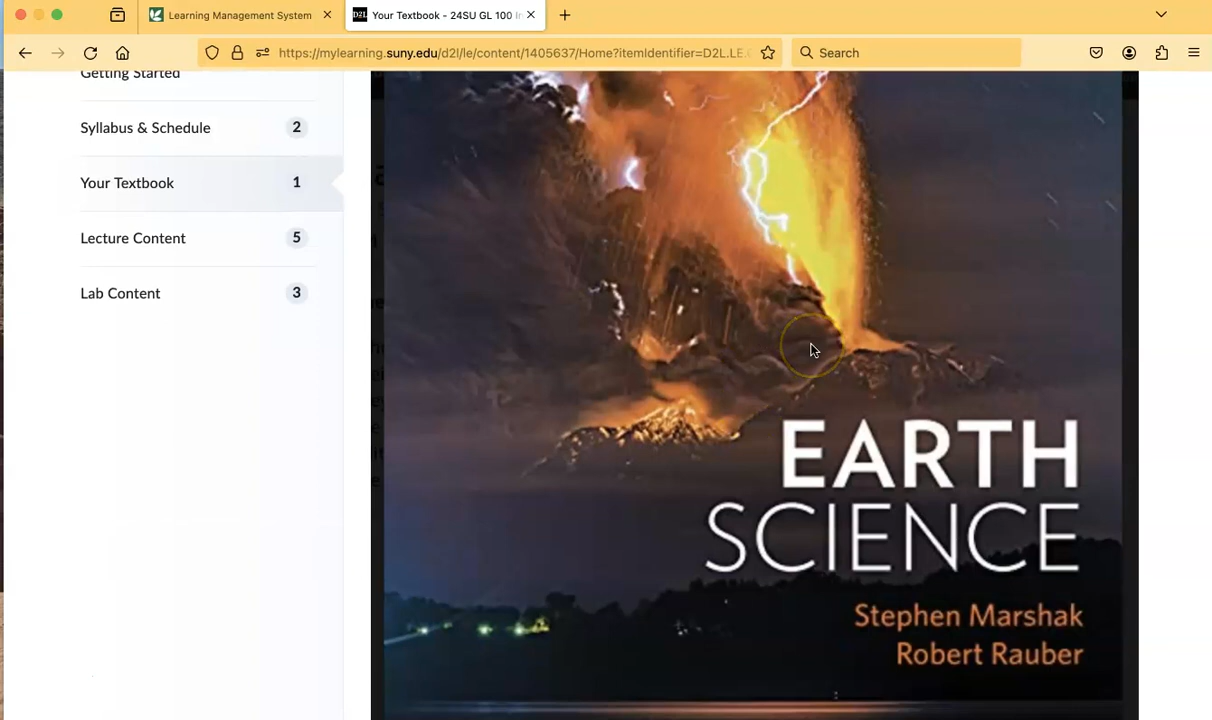 Learning Management System
D2L Your Textbook - 24SU GL 100 In
https://mylearning.suny.edu/d2l/le/content/1405637/Home?itemIdentifier=D2L.LE.C
Search
Getting Started
Syllabus & Schedule 2
Your Textbook 1
Lecture Content 5
Lab Content 3
EARTH
SCIENCE
Stephen Marshak
Robert Rauber